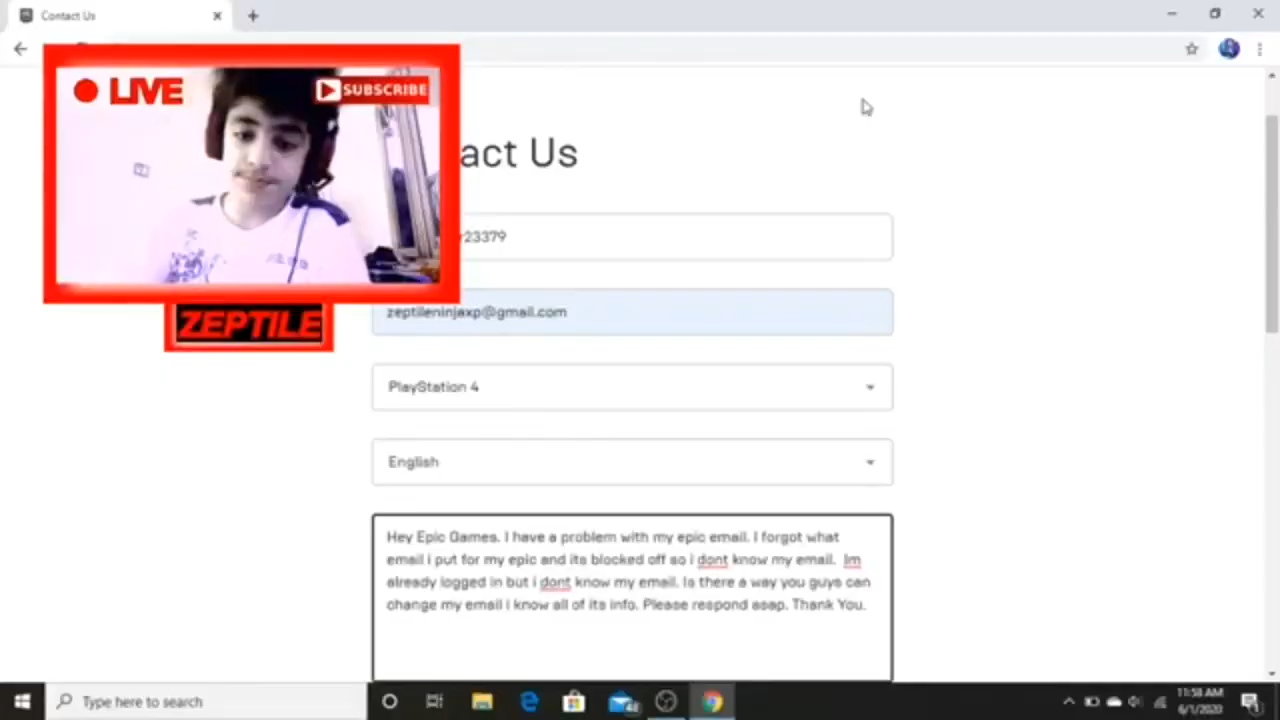 Contact Us
LIVE
SUBSCRIBE
act Us
23379
zeptileninjaxp@gmail.com
ZEPTILE
PlayStation 4
English
Hey Epic Games. I have a problem with my epic email. I forgot what
email i put for my epic and its blocked off so i dont know my email. Im
already logged in but i dont know my email. Is there a way you guys can
change my email i know all of its info. Please respond asap. Thank You.
Type here to search
11:58 AM
6/1/2020